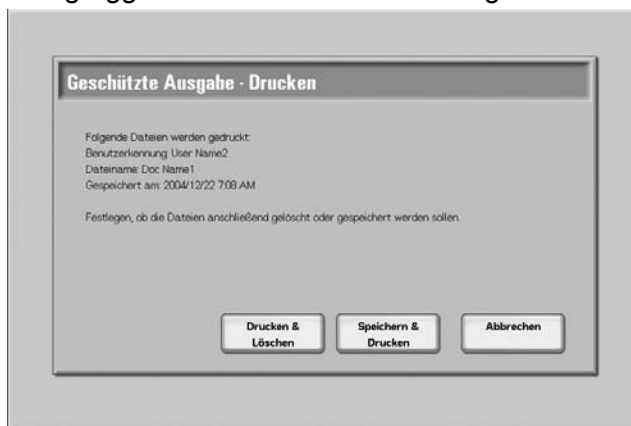 Geschützte Ausgabe - Drucken
Folgende Dateien werden gedruckt:
Benutzerkennung: User Name2
Dateiname: Doc Name1
Gespeichert am: 2004/12/22 7:08 AM
Festlegen, ob die Dateien anschließend gelöscht oder gespeichert werden sollen.
Drucken &
Löschen
Speichern &
Drucken
Abbrechen